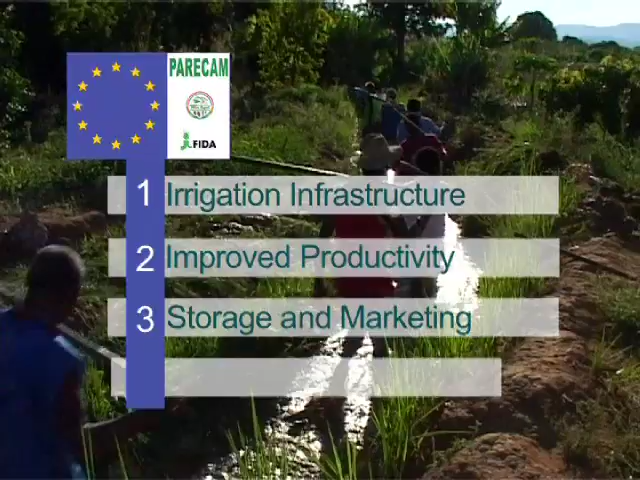 PARECAM
FIDA
1 Irrigation Infrastructure
2 Improved Productivity
3 Storage and Marketing